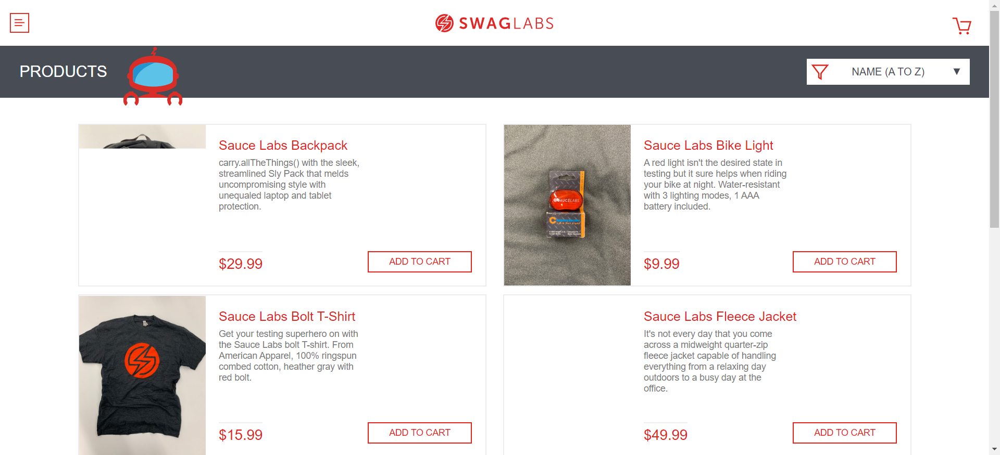 SWAGLABS
PRODUCTS
NAME (A TO Z)
Sauce Labs Backpack
carry.allTheThings() with the sleek,
streamlined Sly Pack that melds
uncompromising style with
unequaled laptop and tablet
protection.
$29.99
ADD TO CART
SAUCELABS
Sauce Labs Bike Light
A red light isn't the desired state in
testing but it sure helps when riding
your bike at night. Water-resistant
with 3 lighting modes, 1 AAA
battery included.
$9.99
ADD TO CART
Sauce Labs Bolt T-Shirt
Get your testing superhero on with
the Sauce Labs bolt T-shirt. From
American Apparel, 100% ringspun
combed cotton, heather gray with
red bolt.
$15.99
ADD TO CART
Sauce Labs Fleece Jacket
It's not every day that you come
across a midweight quarter-zip
fleece jacket capable of handling
everything from a relaxing day
outdoors to a busy day at the
office.
$49.99
ADD TO CART